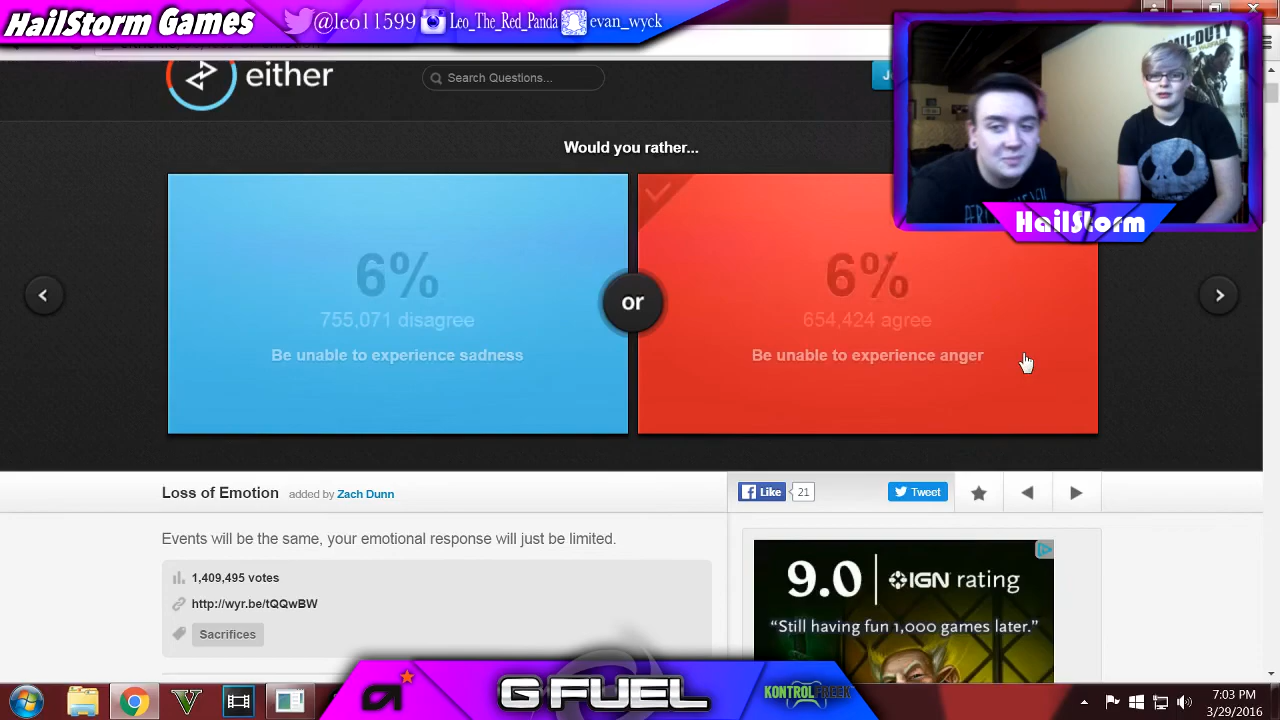 HailStorm Games
@leo11599
Leo_The_Red_Panda
evan_wyck
either
Search Questions...
Would you rather...
CALL OF DUTY
6%
755,071 disagree
Be unable to experience sadness
or
6%
654,424 agree
Be unable to experience anger
HailStorm
Loss of Emotion
added by Zach Dunn
Like
21
Tweet
Events will be the same, your emotional response will just be limited.
1,409,495 votes
http://wyr.be/tQQwBW
Sacrifices
9.0
IGN rating
"Still having fun 1,000 games later."
G FUEL
KONTROLFREEK
7:03 PM
3/29/2016